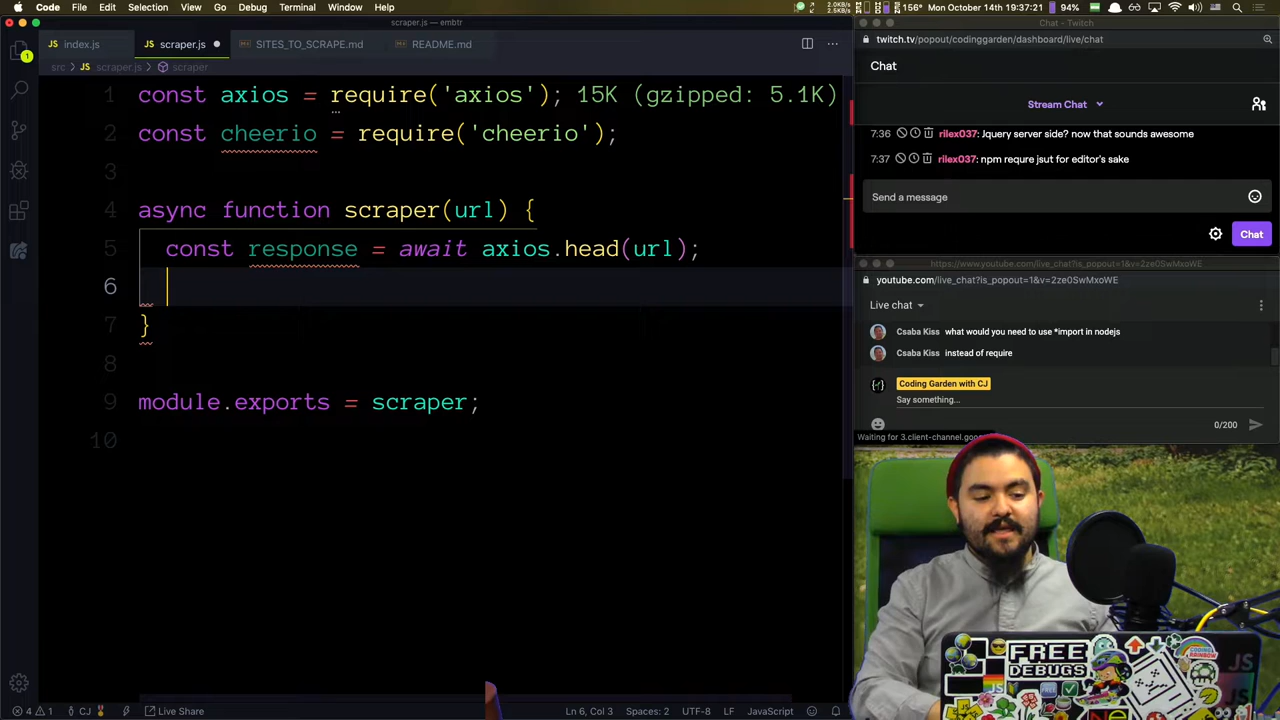 Code File Edit Selection View Go Debug Terminal Window Help
156° Mon October 14th 19:37:21 94%
scraper.js — embtr
JS index.js
JS scraper.js
SITES_TO_SCRAPE.md
README.md
src › JS scraper.js › scraper
1 const axios = require('axios'); 15K (gzipped: 5.1K)
2 const cheerio = require('cheerio');
3
4 async function scraper(url) {
5 const response = await axios.head(url);
6
7 }
8
9 module.exports = scraper;
10
1
4 1 CJ Live Share
Ln 6, Col 3 Spaces: 2 UTF-8 LF JavaScript
Chat - Twitch
twitch.tv/popout/codinggarden/dashboard/live/chat
Chat
Stream Chat
7:36 rilex037: Jquery server side? now that sounds awesome
7:37 rilex037: npm requre jsut for editor's sake
Send a message
Chat
https://www.youtube.com/live_chat?is_popout=1&v=2ze0SwMxoWE
youtube.com/live_chat?is_popout=1&v=2ze0SwMxoWE
Live chat
Csaba Kiss what would you need to use *import in nodejs
Csaba Kiss instead of require
Coding Garden with CJ
Say something...
0/200
Waiting for 3.client-channel.goog
FREE
DEBUGS
CODING
RAINBOW
JS